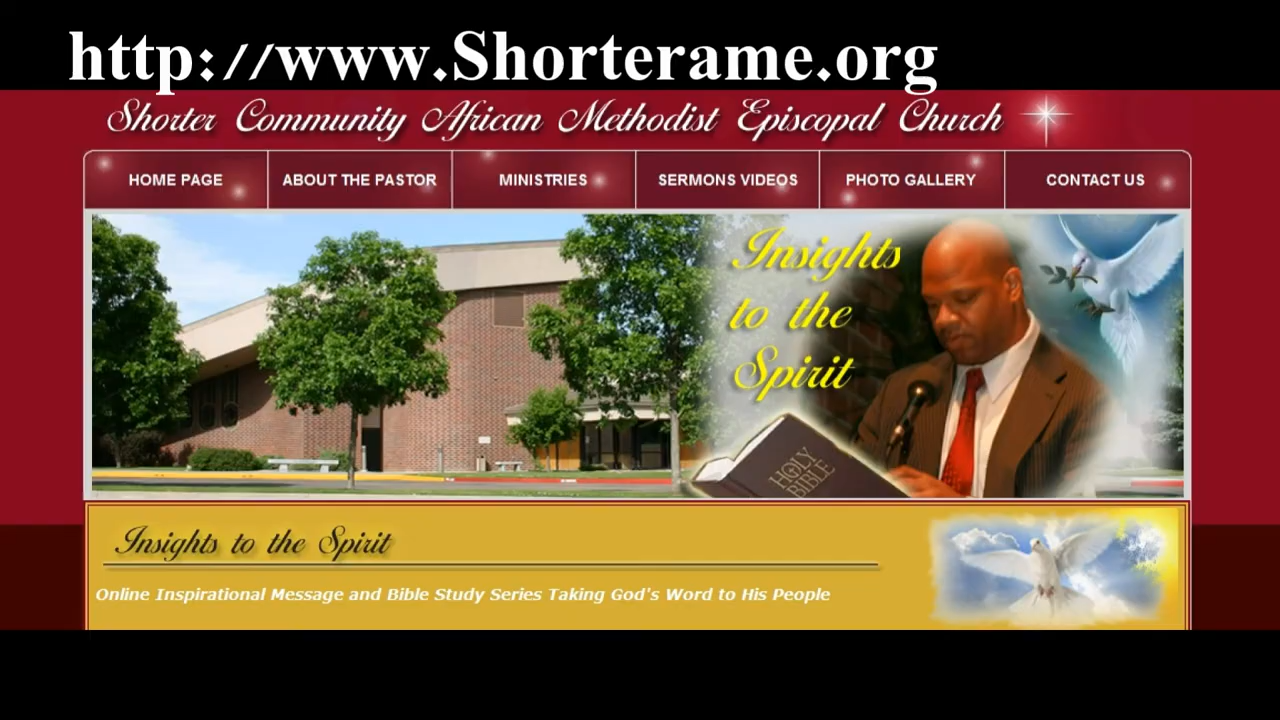 http://www.Shorterame.org
Shorter Community African Methodist Episcopal Church
HOME PAGE ABOUT THE PASTOR MINISTRIES SERMONS VIDEOS PHOTO GALLERY CONTACT US
Insights
to the
Spirit
HOLY
BIBLE
Insights to the Spirit
Online Inspirational Message and Bible Study Series Taking God's Word to His People